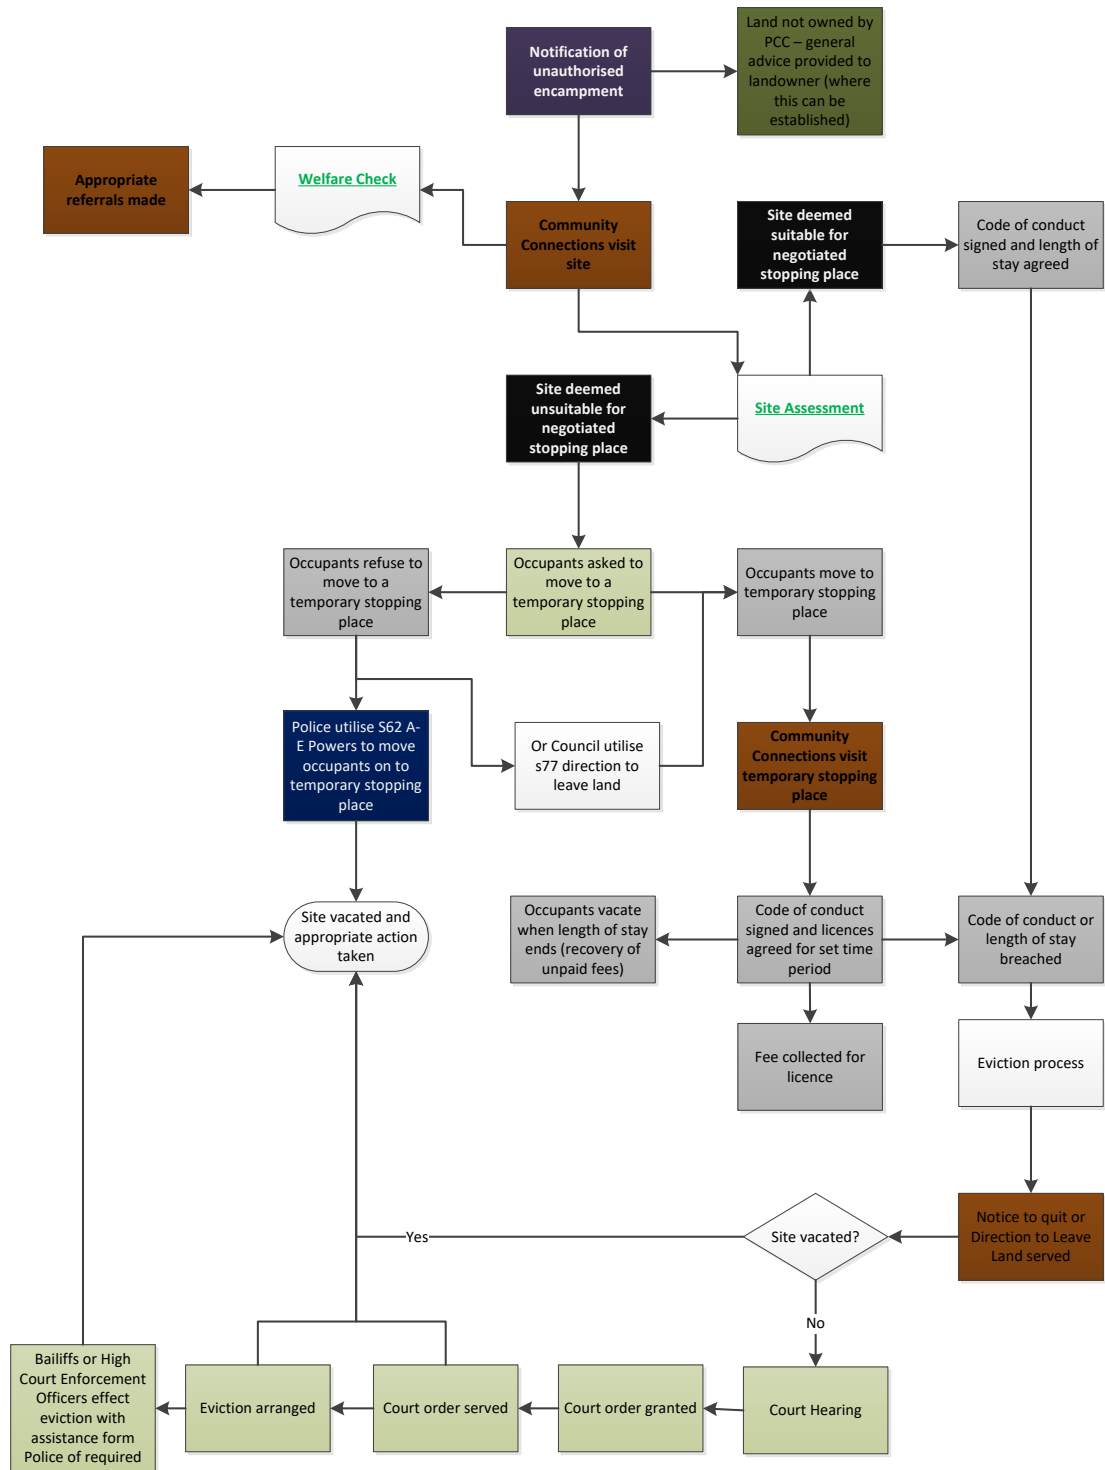 Notification of
unauthorised
encampment
Land not owned by
PCC – general
advice provided to
landowner (where
this can be
established)
Appropriate
referrals made
Welfare Check
Community
Connections visit
site
Site deemed
suitable for
negotiated
stopping place
Code of conduct
signed and length of
stay agreed
Site deemed
unsuitable for
negotiated
stopping place
Site Assessment
Occupants refuse to
move to a
temporary stopping
place
Occupants asked to
move to a
temporary stopping
place
Occupants move to
temporary stopping
place
Police utilise S62 A-
E Powers to move
occupants on to
temporary stopping
place
Or Council utilise
s77 direction to
leave land
Community
Connections visit
temporary stopping
place
Site vacated and
appropriate action
taken
Occupants vacate
when length of stay
ends (recovery of
unpaid fees)
Code of conduct
signed and licences
agreed for set time
period
Code of conduct or
length of stay
breached
Fee collected for
licence
Eviction process
Notice to quit or
Direction to Leave
Land served
Site vacated?
Yes
No
Bailiffs or High
Court Enforcement
Officers effect
eviction with
assistance form
Police of required
Eviction arranged
Court order served
Court order granted
Court Hearing